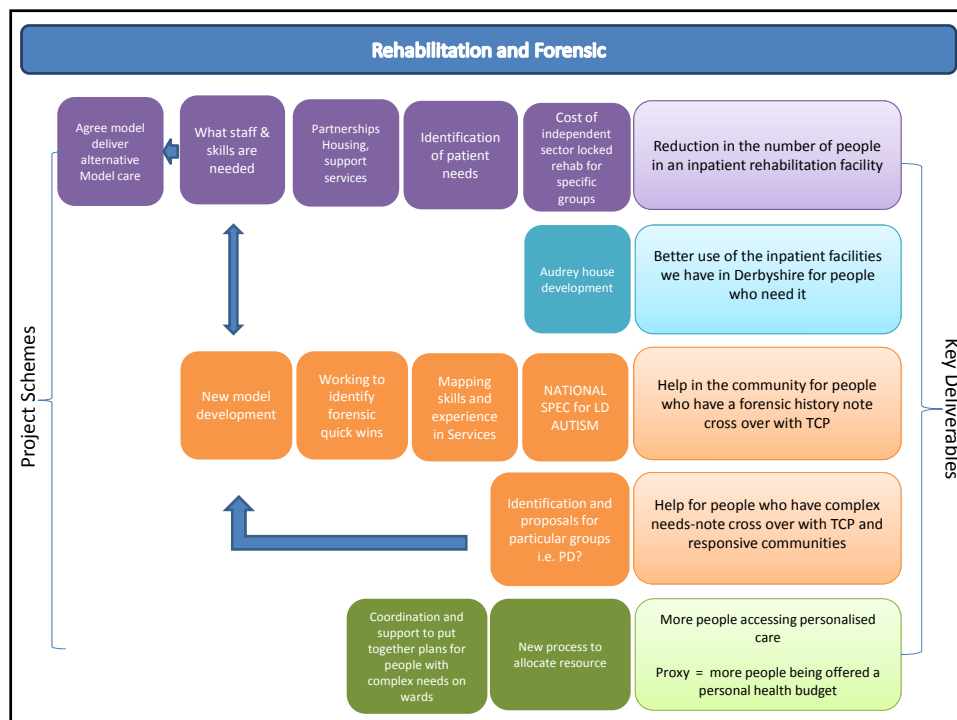 Rehabilitation and Forensic
Project Schemes
Agree model
deliver
alternative
Model care
What staff &
skills are
needed
Partnerships
Housing,
support
services
Identification
of patient
needs
Cost of
independent
sector locked
rehab for
specific
groups
Reduction in the number of people
in an inpatient rehabilitation facility
Audrey house
development
Better use of the inpatient facilities
we have in Derbyshire for people
who need it
New model
development
Working to
identify
forensic
quick wins
Mapping
skills and
experience
in Services
NATIONAL
SPEC for LD
AUTISM
Help in the community for people
who have a forensic history note
cross over with TCP
Identification and
proposals for
particular groups
i.e. PD?
Help for people who have complex
needs-note cross over with TCP and
responsive communities
Coordination and
support to put
together plans for
people with
complex needs on
wards
New process to
allocate resource
More people accessing personalised
care
Proxy = more people being offered a
personal health budget
Key Deliverables